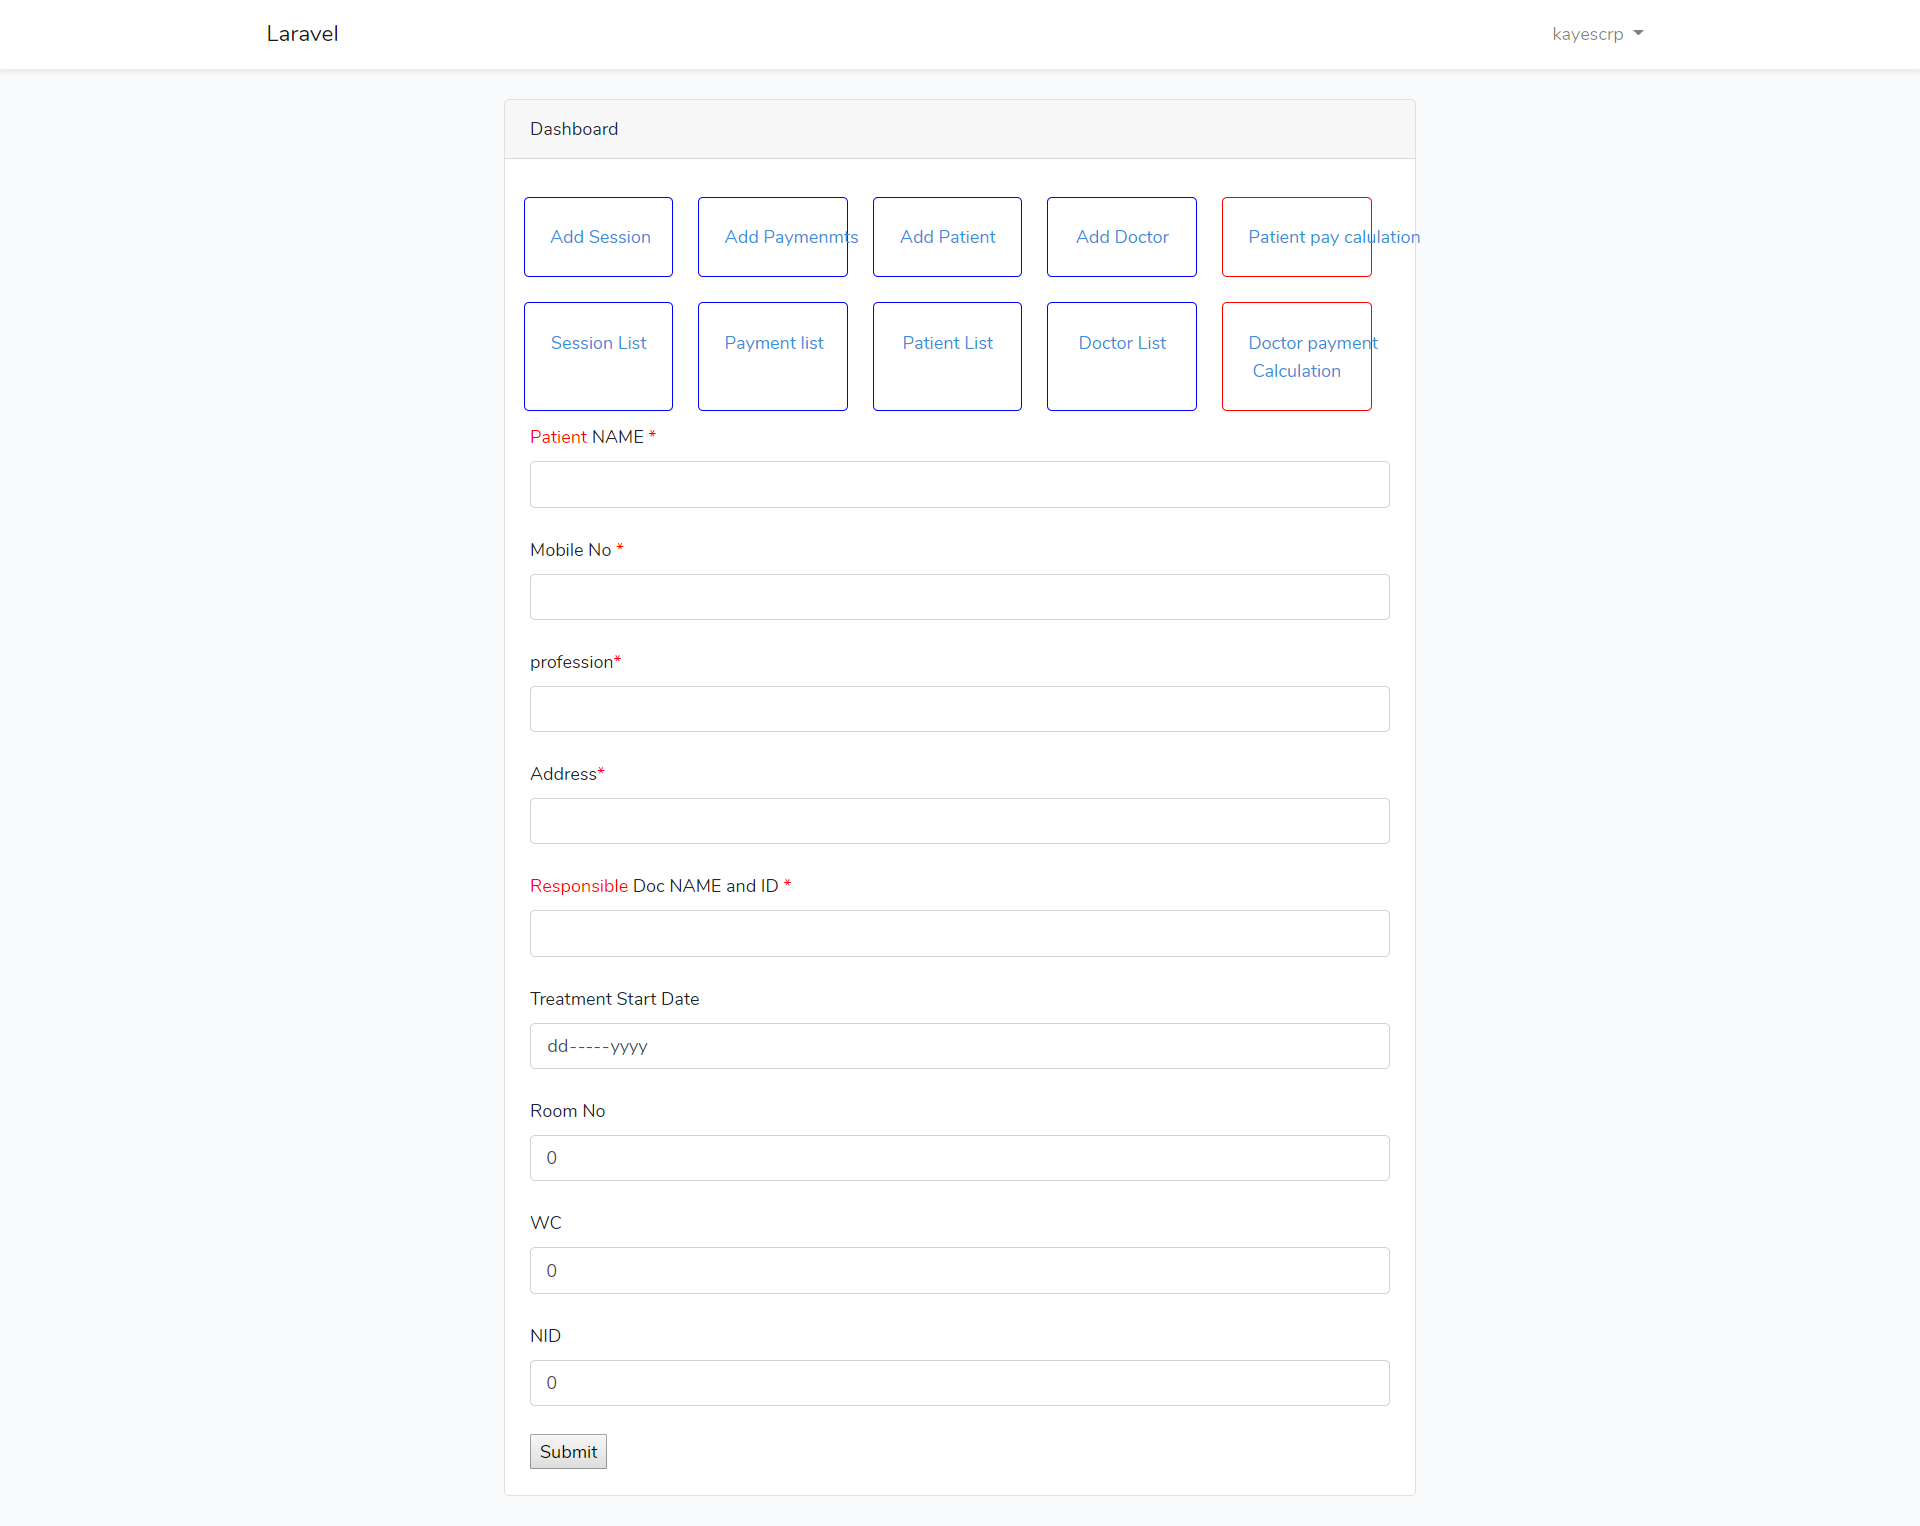 Laravel
kayescrp
Dashboard
Add Session
Add Paymenmts
Add Patient
Add Doctor
Patient pay calulation
Session List
Payment list
Patient List
Doctor List
Doctor payment
Calculation
Patient NAME *
Mobile No *
profession*
Address*
Responsible Doc NAME and ID *
Treatment Start Date
dd-----yyyy
Room No
0
WC
0
NID
0
Submit